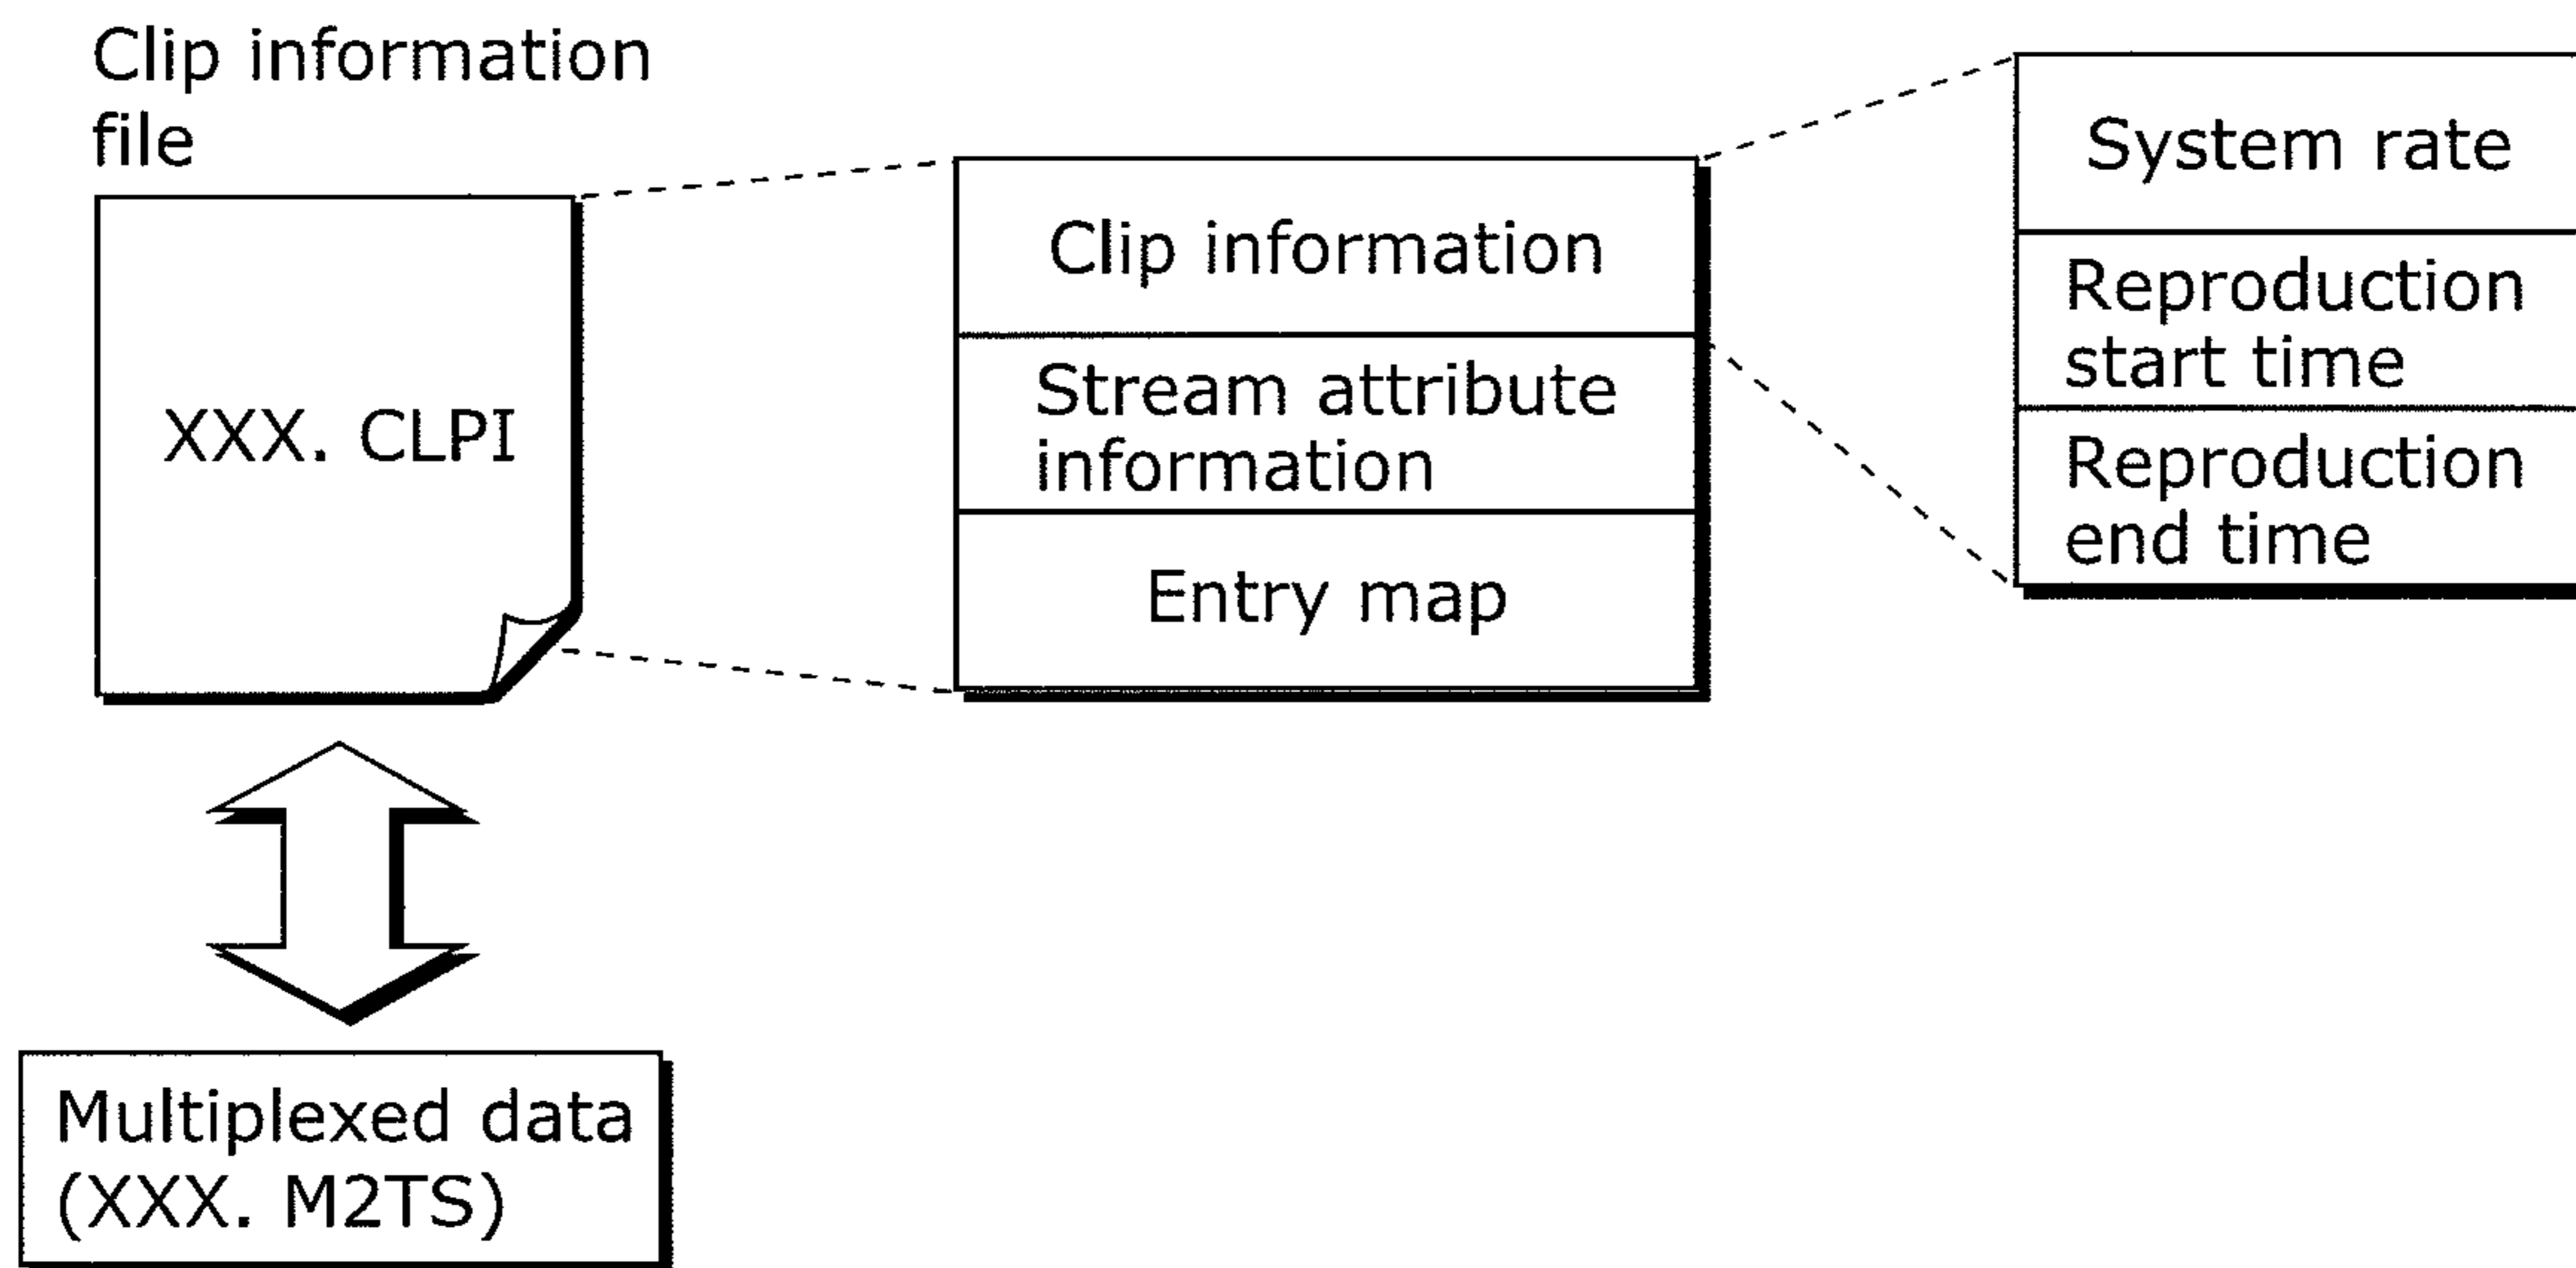 Clip information
file
XXX. CLPI
Multiplexed data
(XXX. M2TS)
Clip information
Stream attribute
information
Entry map
System rate
Reproduction
start time
Reproduction
end time